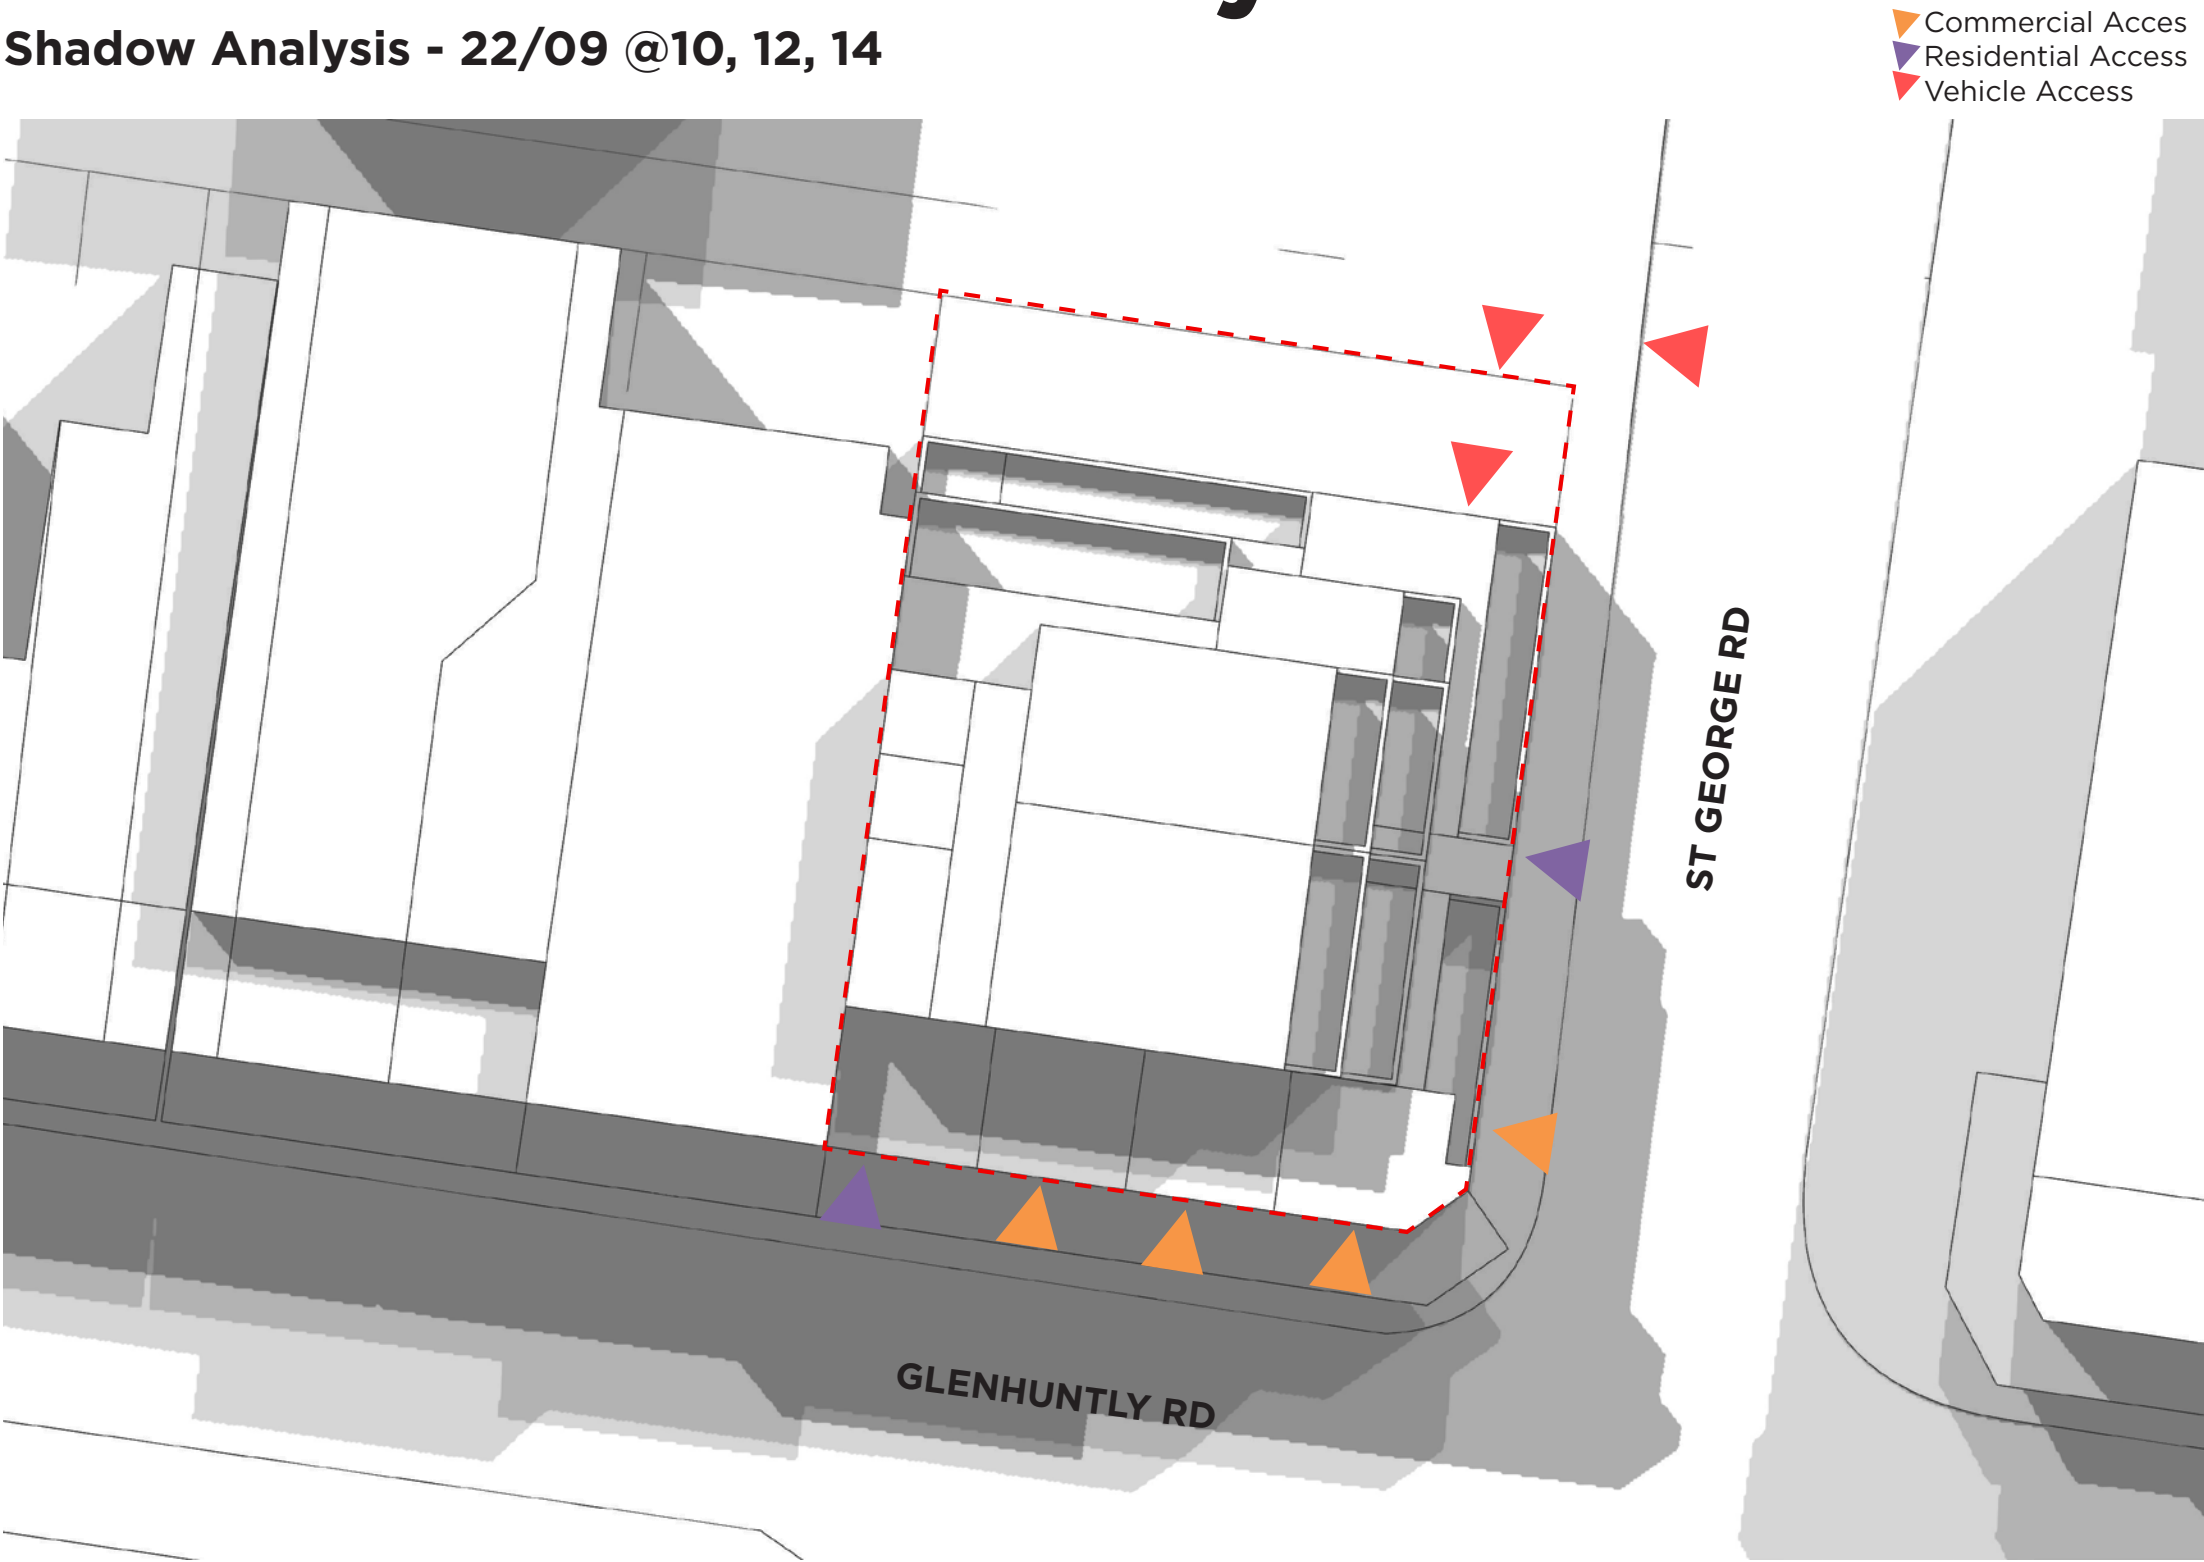 Shadow Analysis - 22/09 @10, 12, 14
Commercial Acces
Residential Access
Vehicle Access
ST GEORGE RD
GLENHUNTLY RD